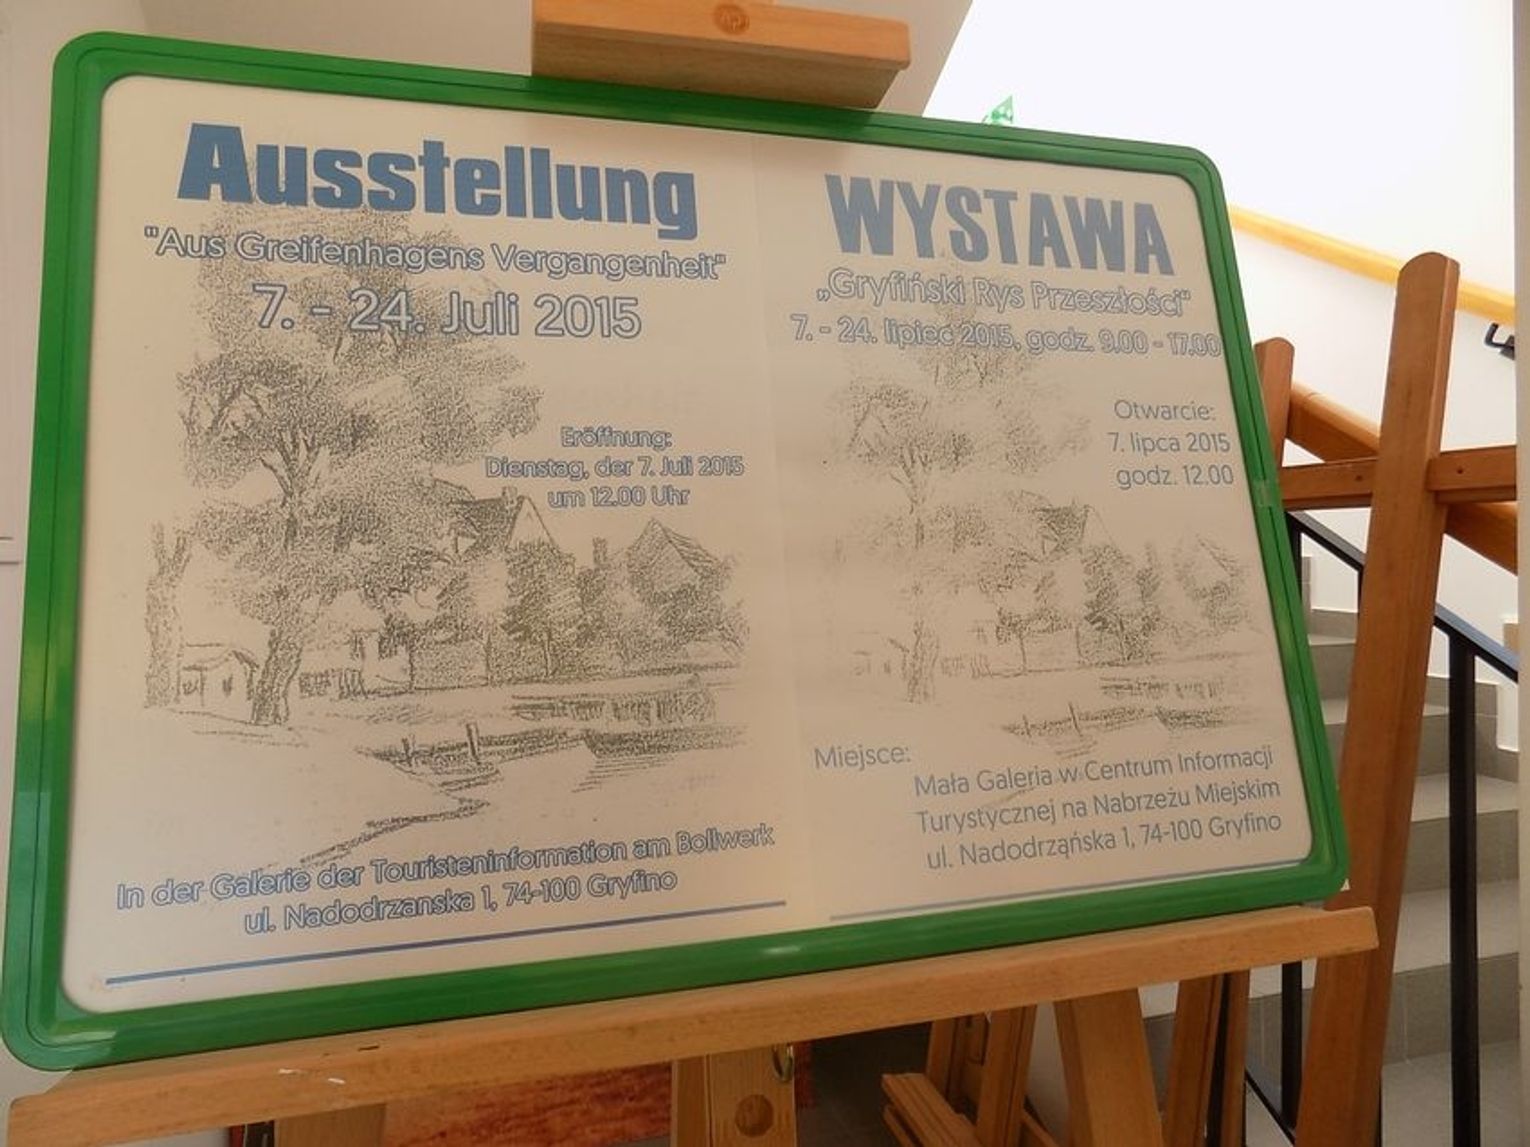 Ausstellung
"Aus Greifenhagens Vergangenheit"
7. - 24. Juli 2015
Eröffnung:
Dienstag, der 7. Juli 2015
um 12.00 Uhr
In der Galerie der Touristeninformation am Bollwerk
ul. Nadodrzanska 1, 74-100 Gryfino
WYSTAWA
„Gryfiński Rys Przeszłości"
7. - 24. lipiec 2015, godz. 9.00 - 17.00
Otwarcie:
7. lipca 2015
godz. 12.00
Miejsce:
Mała Galeria w Centrum Informacji
Turystycznej na Nabrzeżu Miejskim
ul. Nadodrząńska 1, 74-100 Gryfino